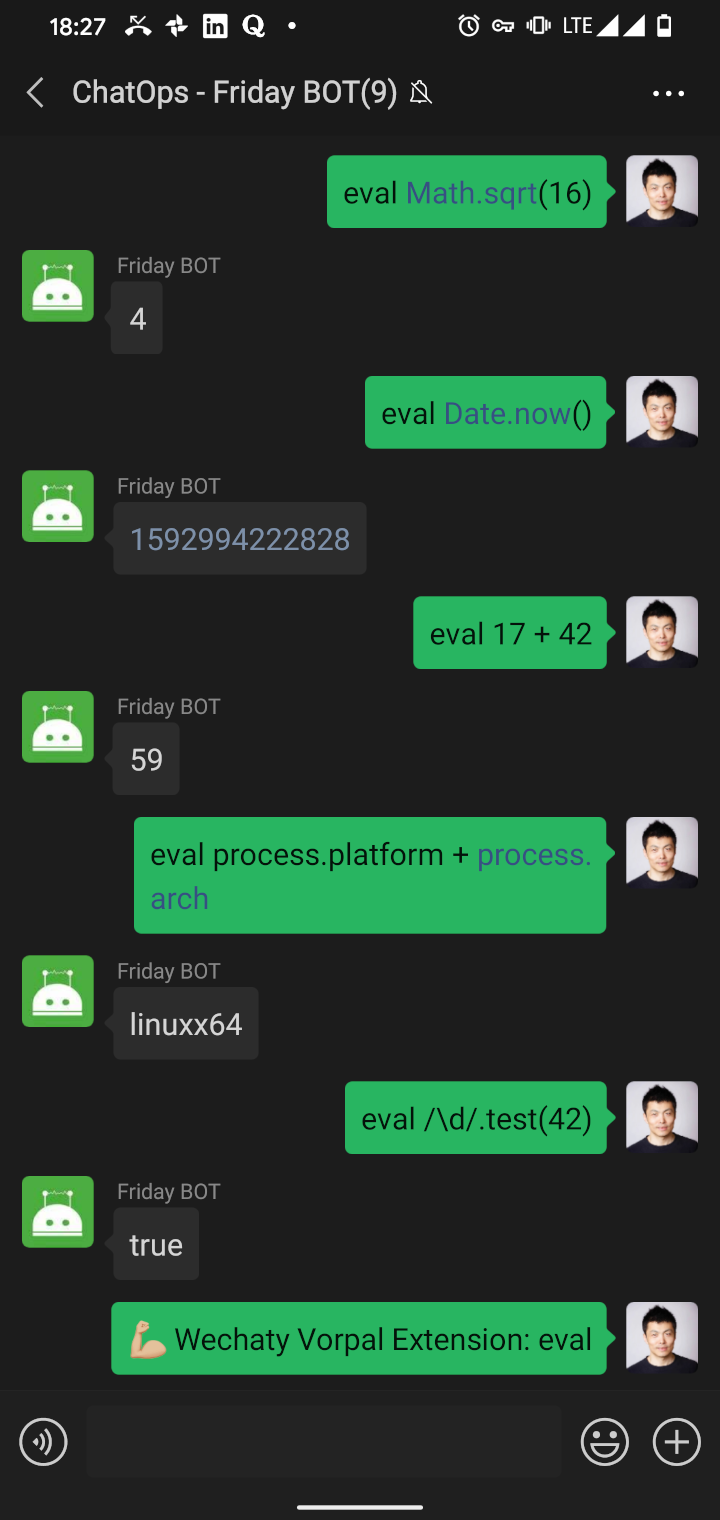 18:27 LTE
ChatOps - Friday BOT(9)
eval Math.sqrt(16)
Friday BOT
4
eval Date.now()
Friday BOT
1592994222828
eval 17 + 42
Friday BOT
59
eval process.platform + process.
arch
Friday BOT
linuxx64
eval /\d/.test(42)
Friday BOT
true
💪🏼 Wechaty Vorpal Extension: eval